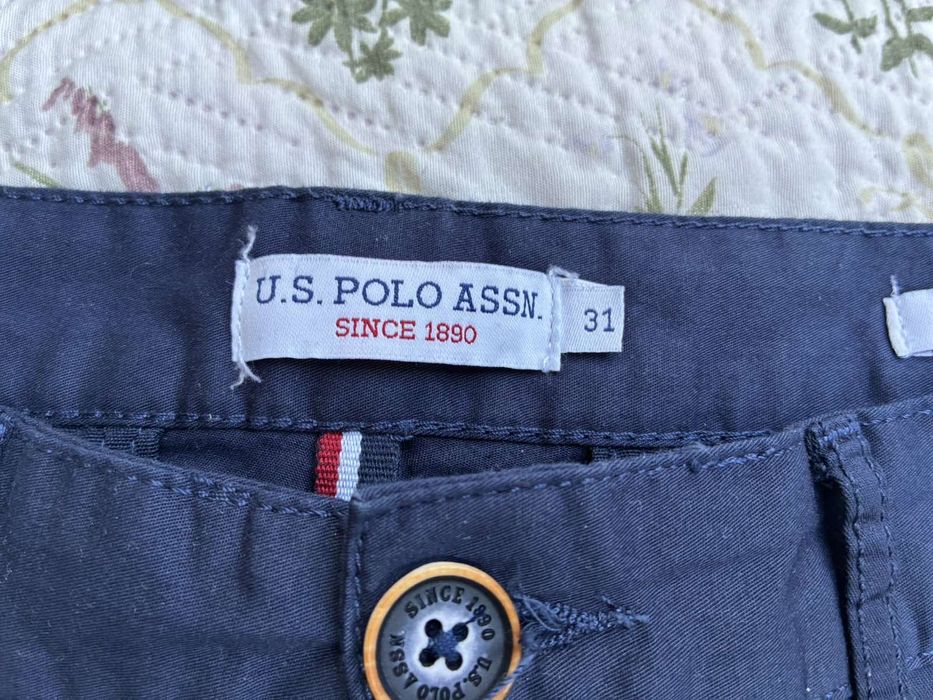 U.S. POLO ASSN.
SINCE 1890
31
SINCE 1890
U.S. POLO ASSN